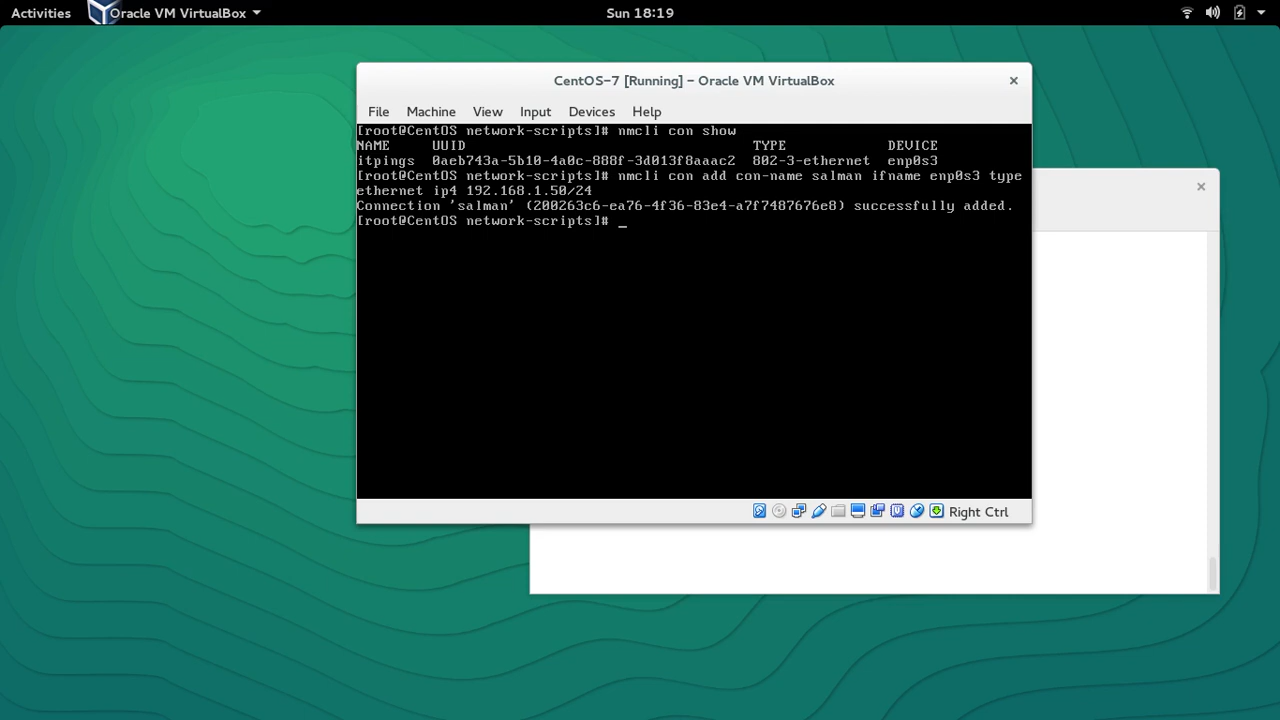 Activities Oracle VM VirtualBox Sun 18:19
CentOS-7 [Running] - Oracle VM VirtualBox
File Machine View Input Devices Help
[root@CentOS network-scripts]# nmcli con show
NAME UUID TYPE DEVICE
itpings 0aeb743a-5b10-4a0c-888f-3d013f8aaac2 802-3-ethernet enp0s3
[root@CentOS network-scripts]# nmcli con add con-name salman ifname enp0s3 type
ethernet ip4 192.168.1.50/24
Connection 'salman' (200263c6-ea76-4f36-83e4-a7f7487676e8) successfully added.
[root@CentOS network-scripts]# _
Right Ctrl